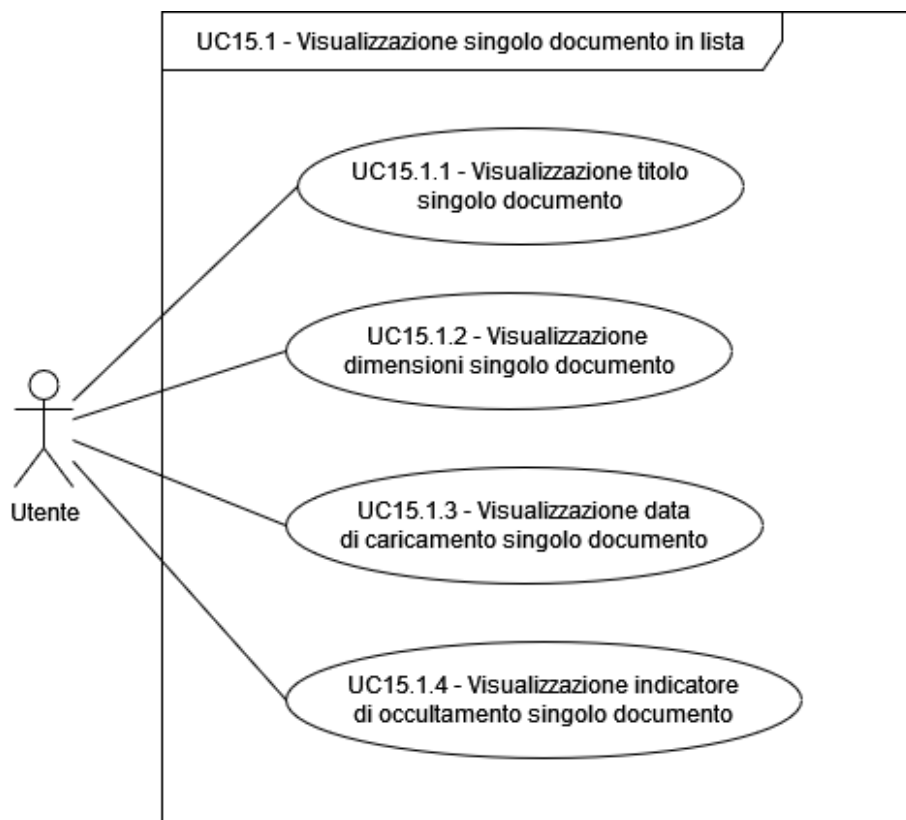 UC15.1 - Visualizzazione singolo documento in lista
UC15.1.1 - Visualizzazione titolo
singolo documento
UC15.1.2 - Visualizzazione
dimensioni singolo documento
Utente
UC15.1.3 - Visualizzazione data
di caricamento singolo documento
UC15.1.4 - Visualizzazione indicatore
di occultamento singolo documento